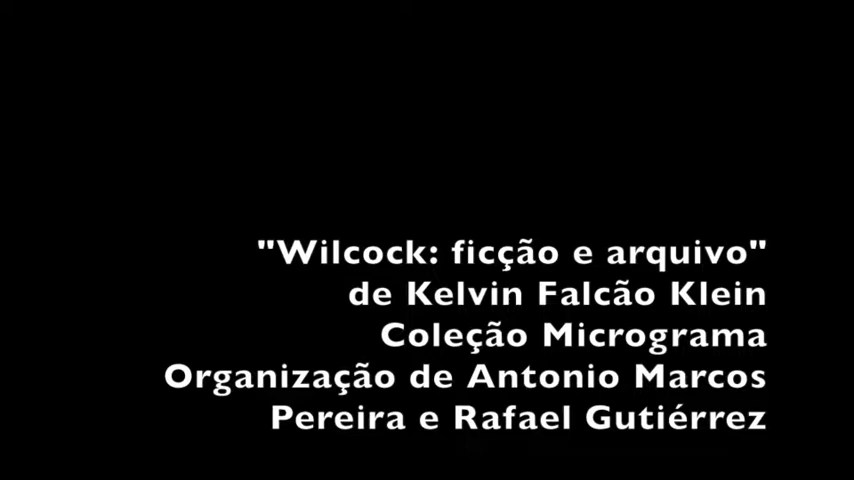 "Wilcock: ficção e arquivo"
de Kelvin Falcão Klein
Coleção Micrograma
Organização de Antonio Marcos
Pereira e Rafael Gutiérrez